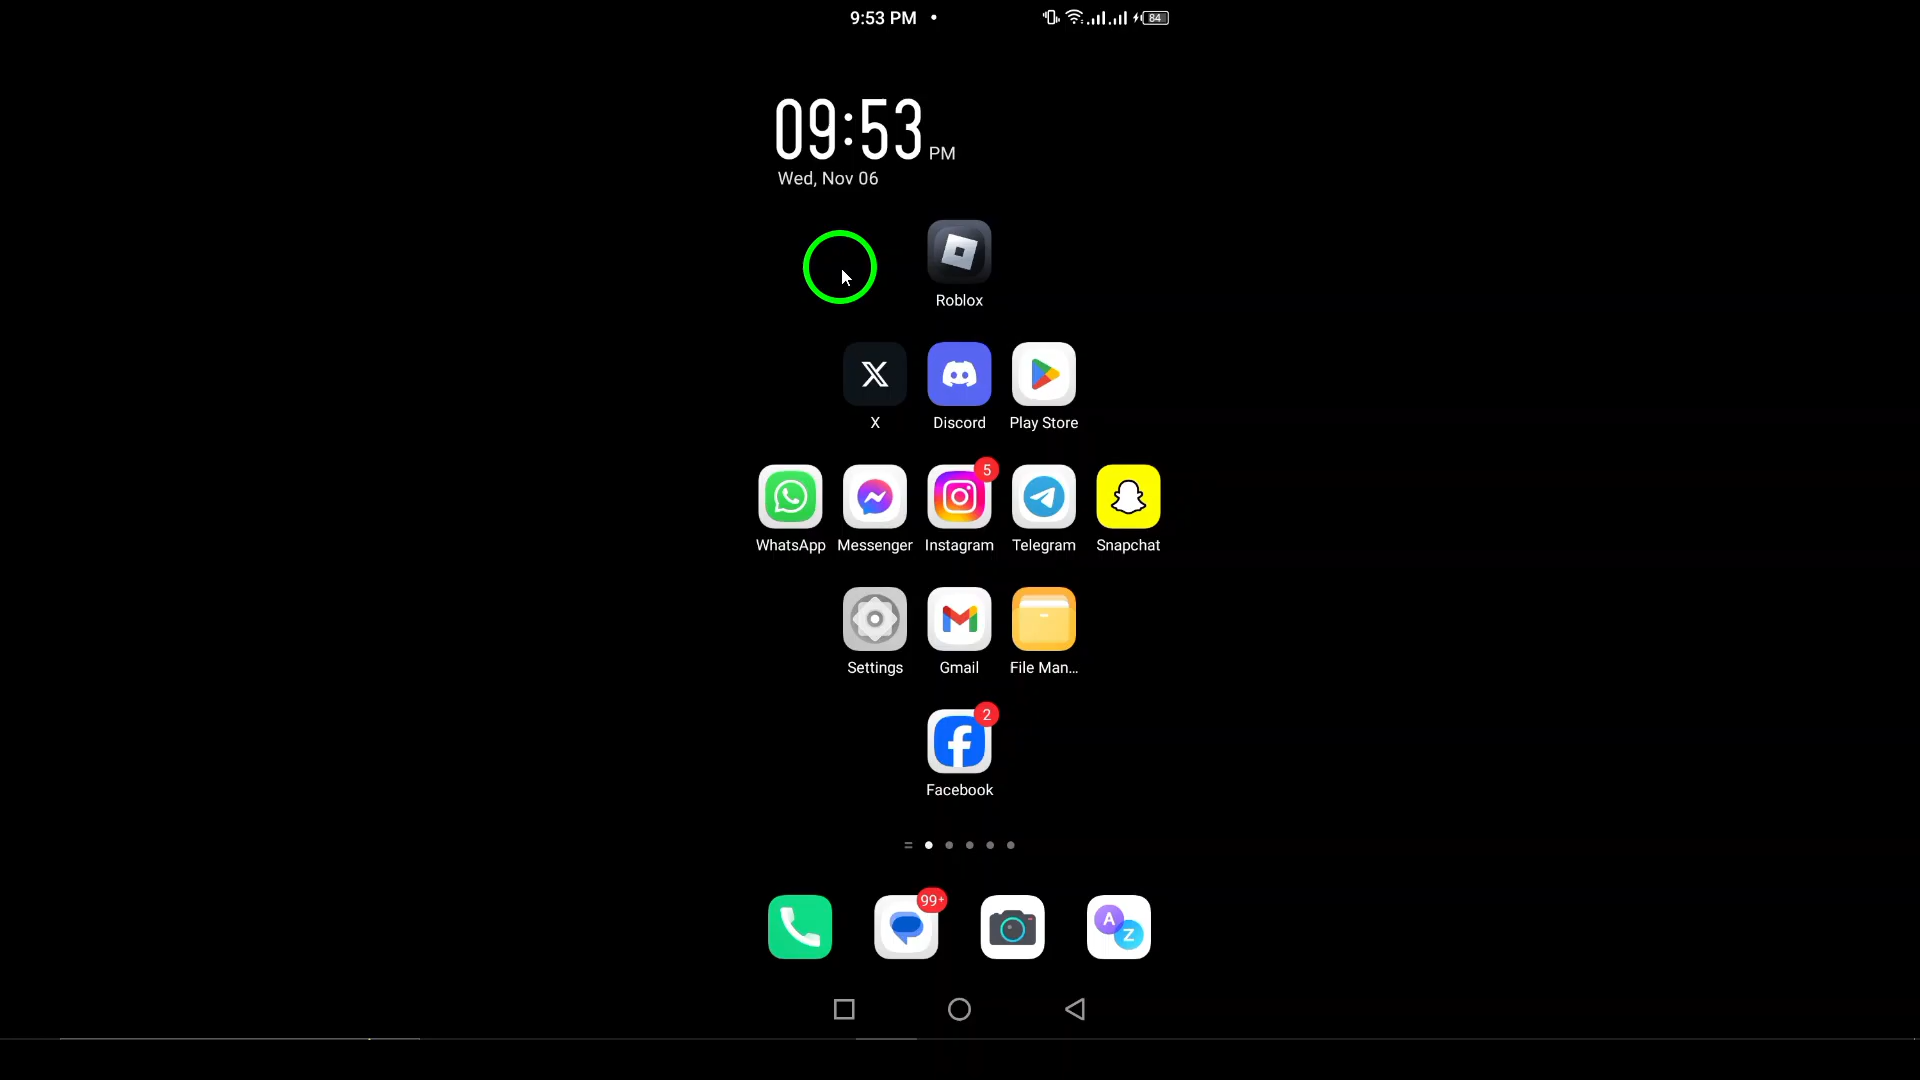 9:53 PM
84
09:53 PM
Wed, Nov 06
Roblox
X
Discord
Play Store
5
WhatsApp
Messenger
Instagram
Telegram
Snapchat
Settings
Gmail
File Man...
2
Facebook
99+
A
Z